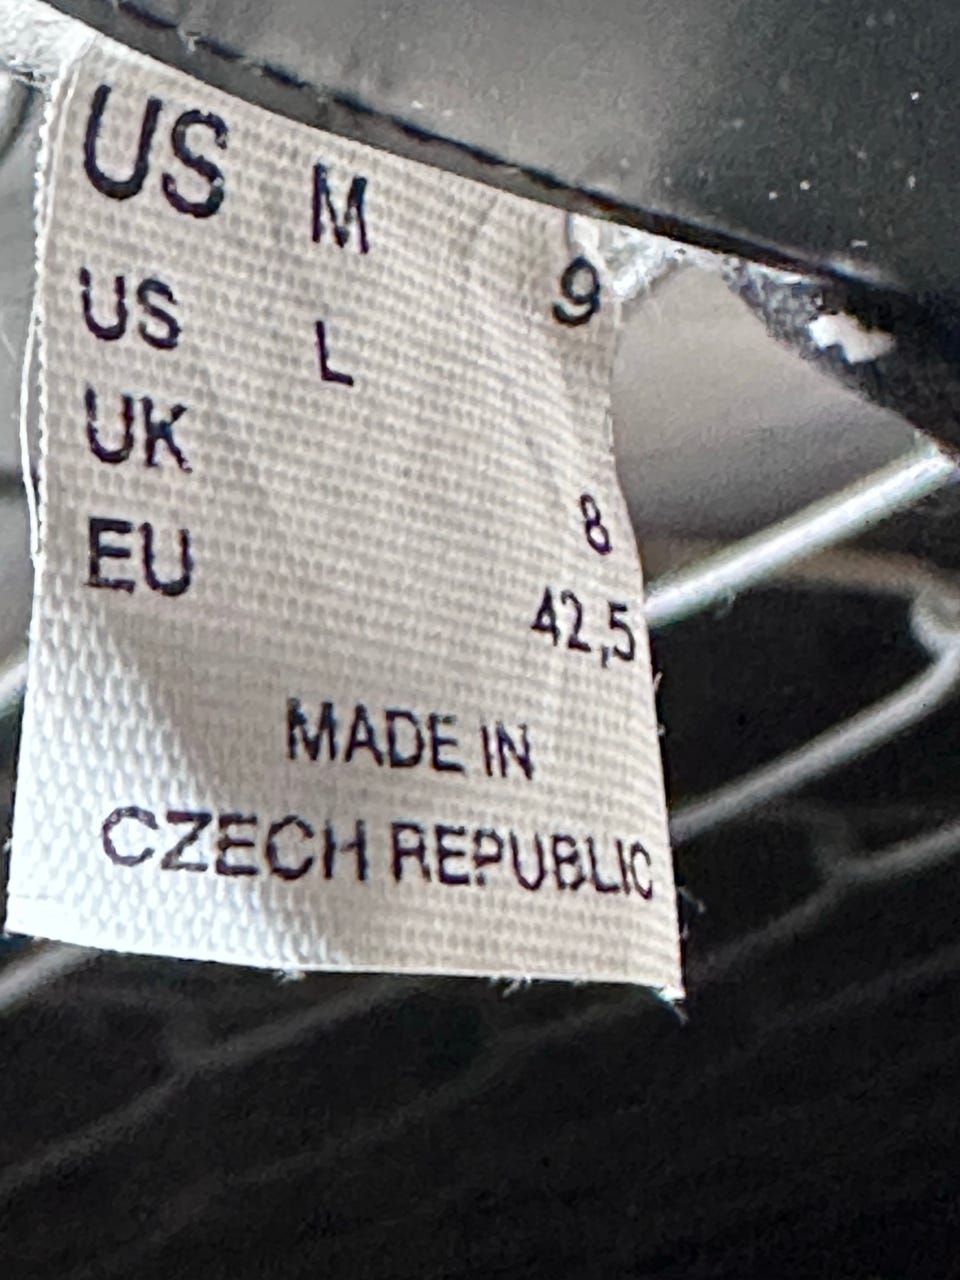 US M 9
US L
UK 8
EU 42,5
MADE IN
CZECH REPUBLIC